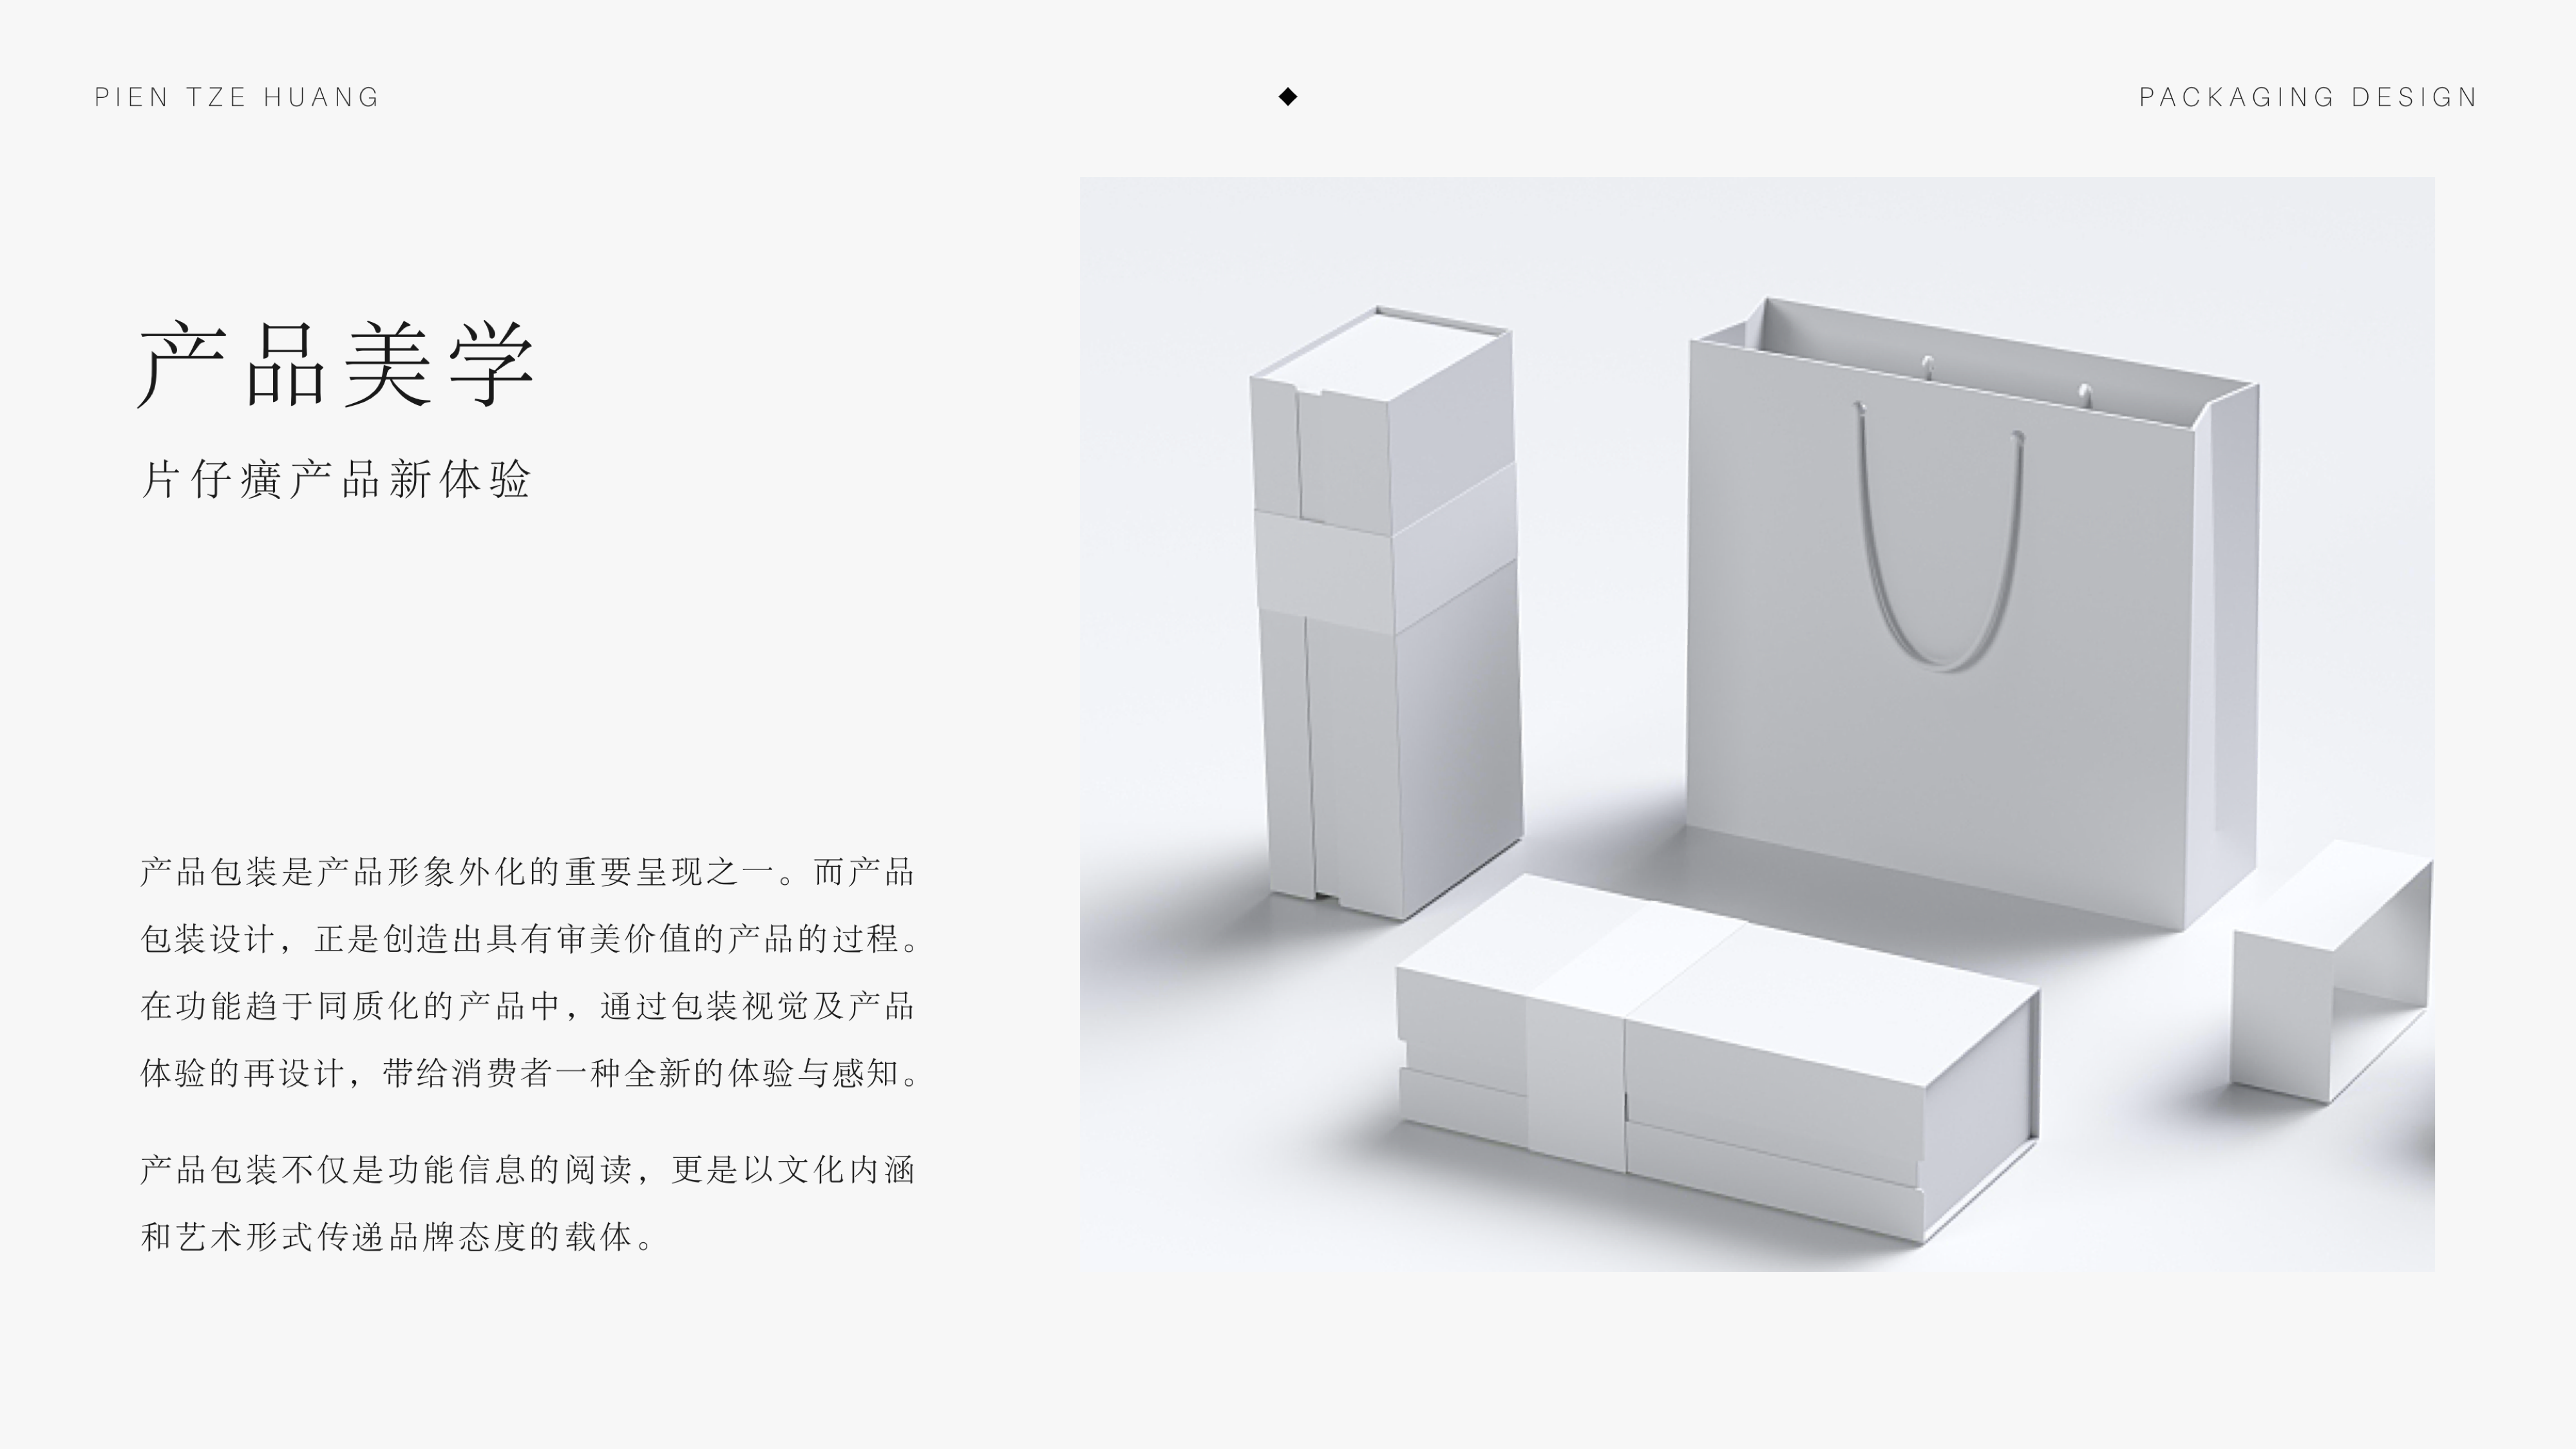 PIEN TZE HUANG
PACKAGING DESIGN
产品美学
片仔癀产品新体验
产品包装是产品形象外化的重要呈现之一。而产品
包装设计，正是创造出具有审美价值的产品的过程。
在功能趋于同质化的产品中，通过包装视觉及产品
体验的再设计，带给消费者一种全新的体验与感知。
产品包装不仅是功能信息的阅读，更是以文化内涵
和艺术形式传递品牌态度的载体。